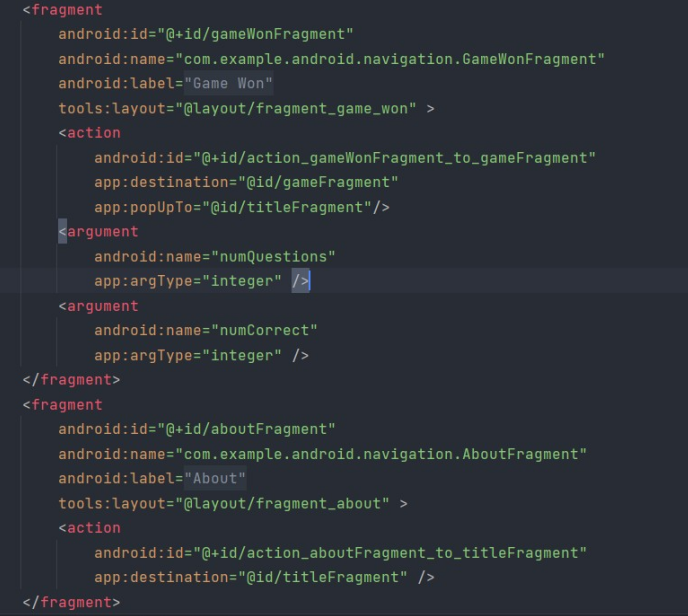 <fragment
android:id="@+id/gameWonFragment"
android:name="com.example.android.navigation.GameWonFragment"
android:label="Game Won"
tools:layout="@layout/fragment_game_won" >
<action
android:id="@+id/action_gameWonFragment_to_gameFragment"
app:destination="@id/gameFragment"
app:popUpTo="@id/titleFragment"/>
<argument
android:name="numQuestions"
app:argType="integer" />
<argument
android:name="numCorrect"
app:argType="integer" />
</fragment>
<fragment
android:id="@+id/aboutFragment"
android:name="com.example.android.navigation.AboutFragment"
android:label="About"
tools:layout="@layout/fragment_about" >
<action
android:id="@+id/action_aboutFragment_to_titleFragment"
app:destination="@id/titleFragment" />
</fragment>